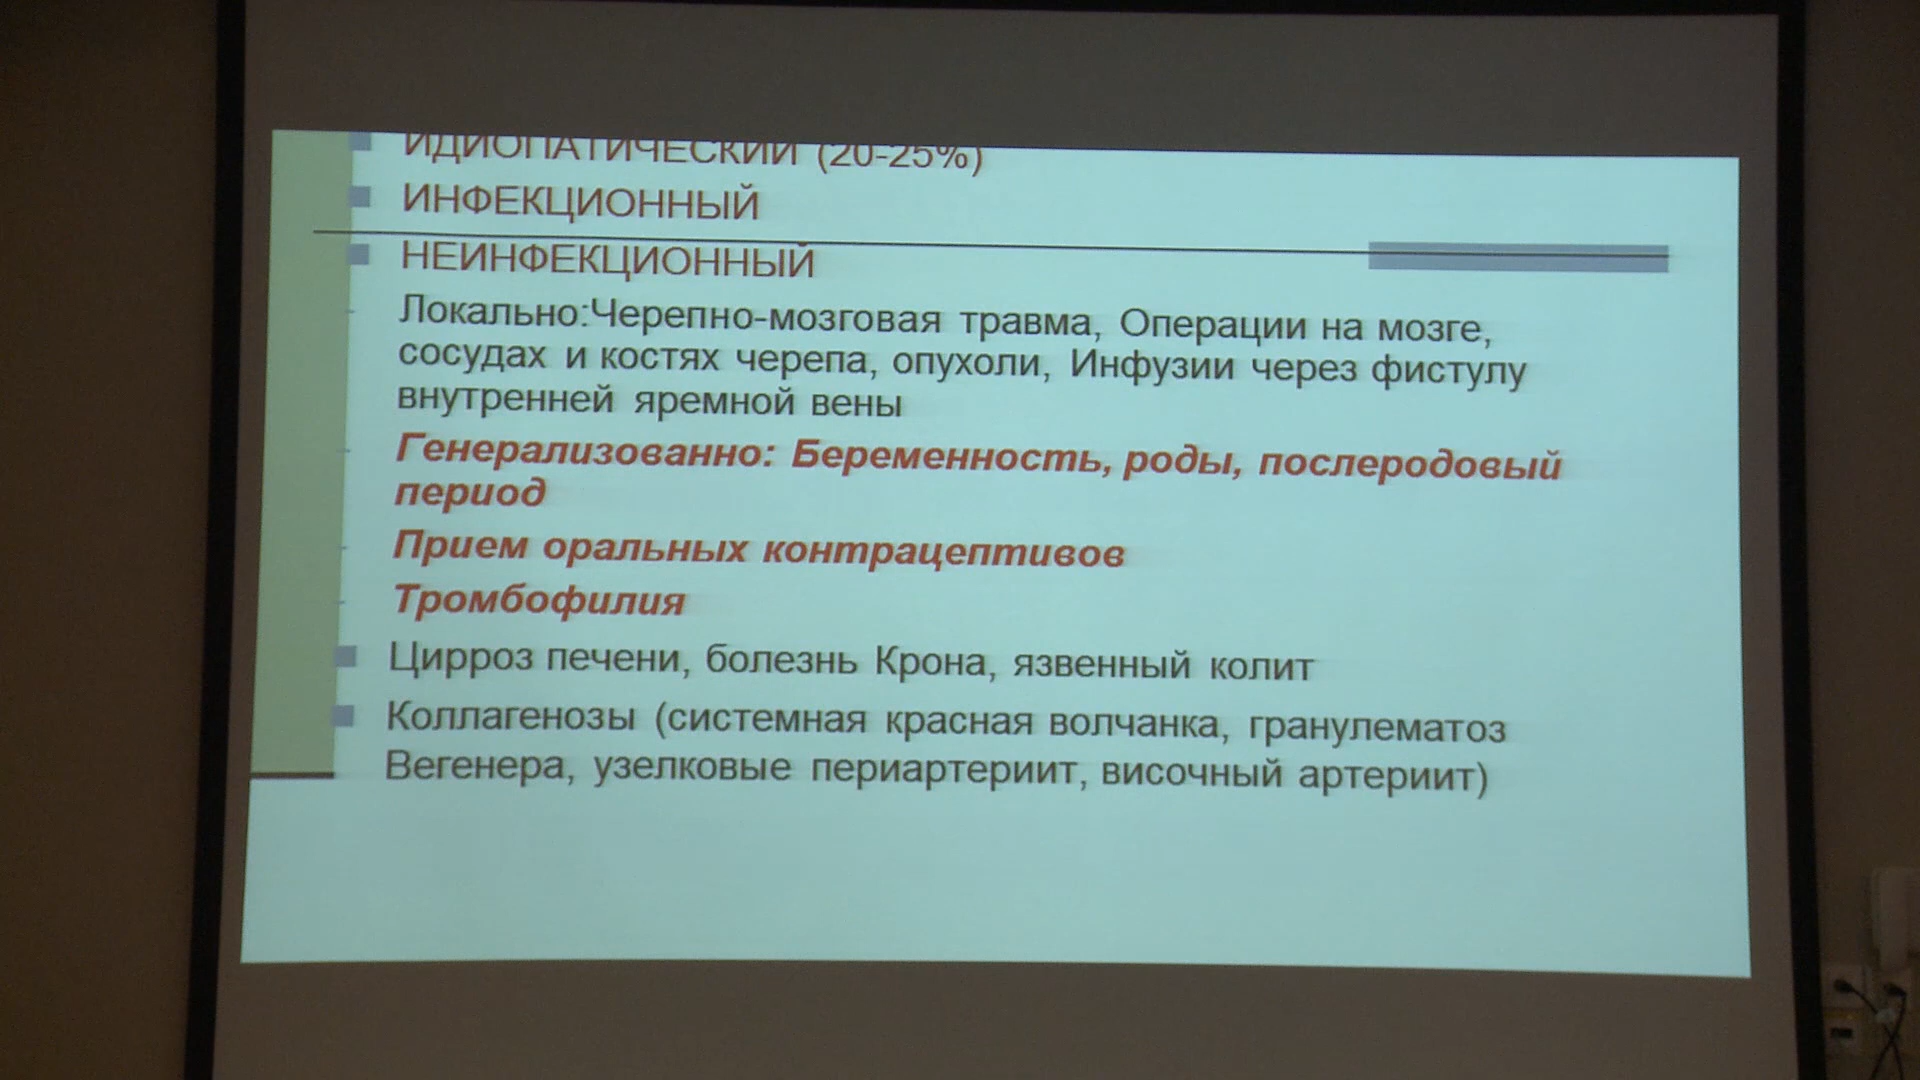 ИДИОПАТИЧЕСКИЙ (20-25%)
ИНФЕКЦИОННЫЙ
НЕИНФЕКЦИОННЫЙ
Локально:Черепно-мозговая травма, Операции на мозге,
сосудах и костях черепа, опухоли, Инфузии через фистулу
внутренней яремной вены
Генерализованно: Беременность, роды, послеродовый
период
Прием оральных контрацептивов
Тромбофилия
Цирроз печени, болезнь Крона, язвенный колит
Коллагенозы (системная красная волчанка, гранулематоз
Вегенера, узелковые периартериит, височный артериит)